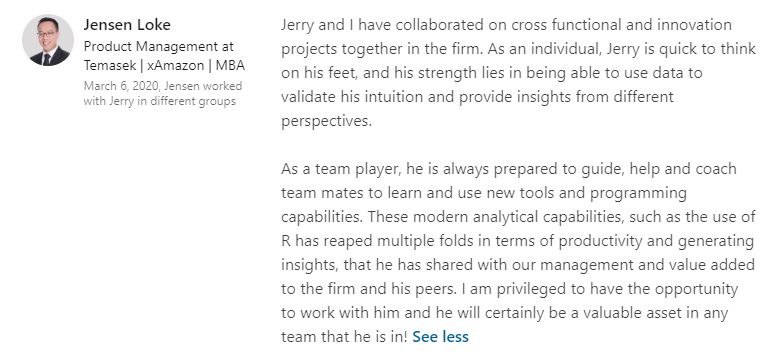 Jensen Loke
Product Management at
Temasek | xAmazon | MBA
March 6, 2020, Jensen worked
with Jerry in different groups
Jerry and I have collaborated on cross functional and innovation
projects together in the firm. As an individual, Jerry is quick to think
on his feet, and his strength lies in being able to use data to
validate his intuition and provide insights from different
perspectives.
As a team player, he is always prepared to guide, help and coach
team mates to learn and use new tools and programming
capabilities. These modern analytical capabilities, such as the use of
R has reaped multiple folds in terms of productivity and generating
insights, that he has shared with our management and value added
to the firm and his peers. I am privileged to have the opportunity
to work with him and he will certainly be a valuable asset in any
team that he is in! See less